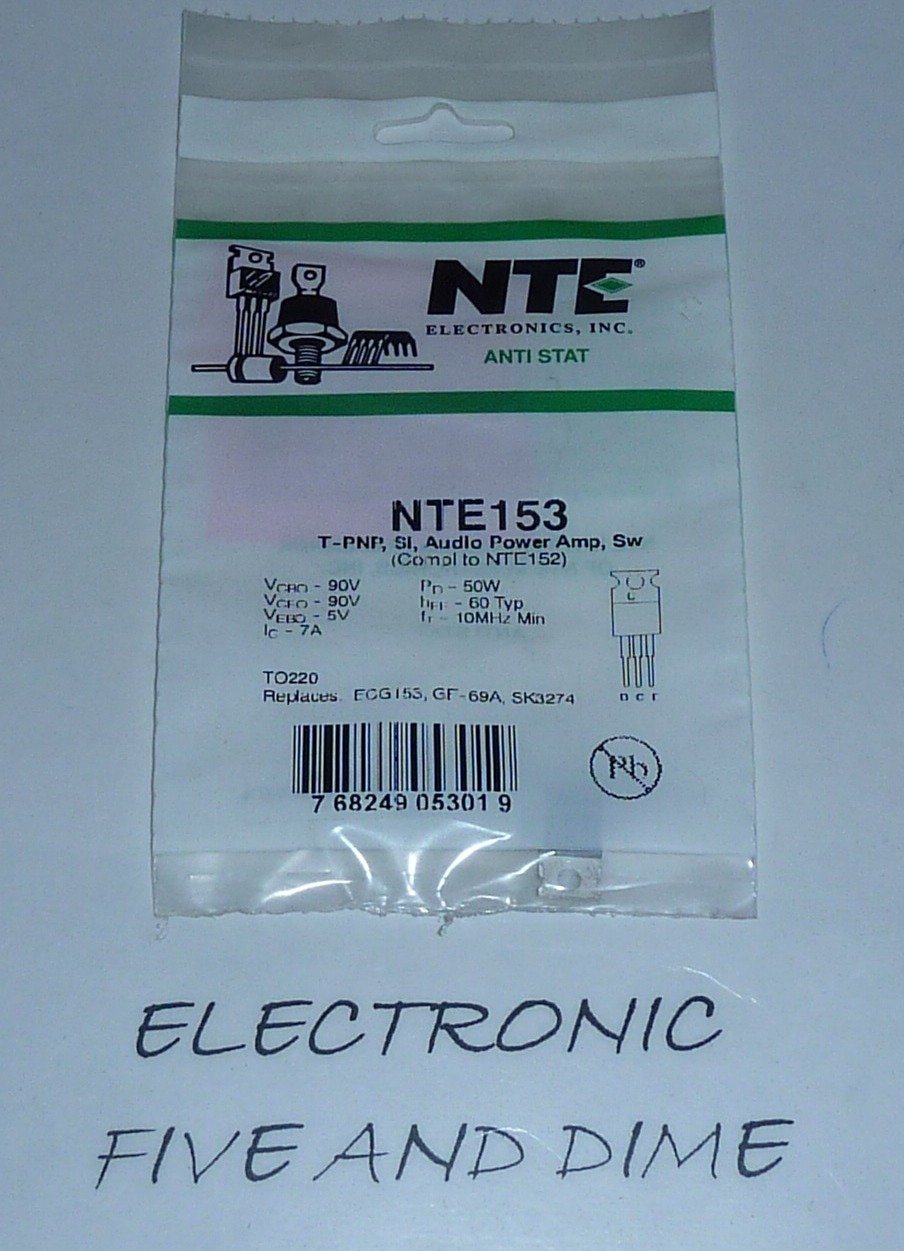 NTE®
ELECTRONICS, INC.
ANTI STAT
NTE153
T-PNP, SI, Audio Power Amp, Sw
(Compl to NTE152)
VCBO - 90V PD - 50W
VCEO - 90V hFE - 60 Typ
VEBO - 5V fT - 10MHz Min
IC - 7A
TO220
Replaces ECG153, GE-69A, SK3274
B C E
7 68249 05301 9
Pb
ELECTRONIC
FIVE AND DIME